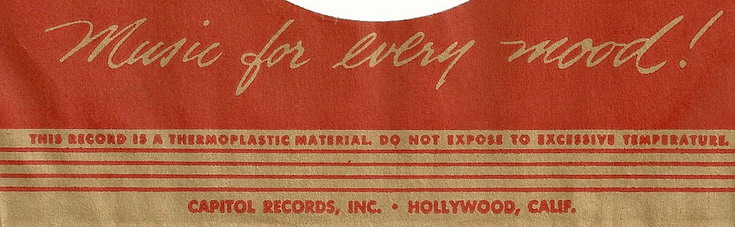 Music for every mood!
THIS RECORD IS A THERMOPLASTIC MATERIAL. DO NOT EXPOSE TO EXCESSIVE TEMPERATURE.
CAPITOL RECORDS, INC. • HOLLYWOOD, CALIF.